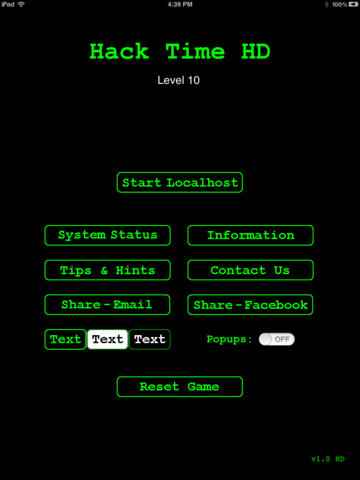 iPad 4:39 PM 100%
Hack Time HD
Level 10
Start Localhost
System Status Information
Tips & Hints Contact Us
Share-Email Share-Facebook
Text Text Text Popups: OFF
Reset Game
v1.0 HD